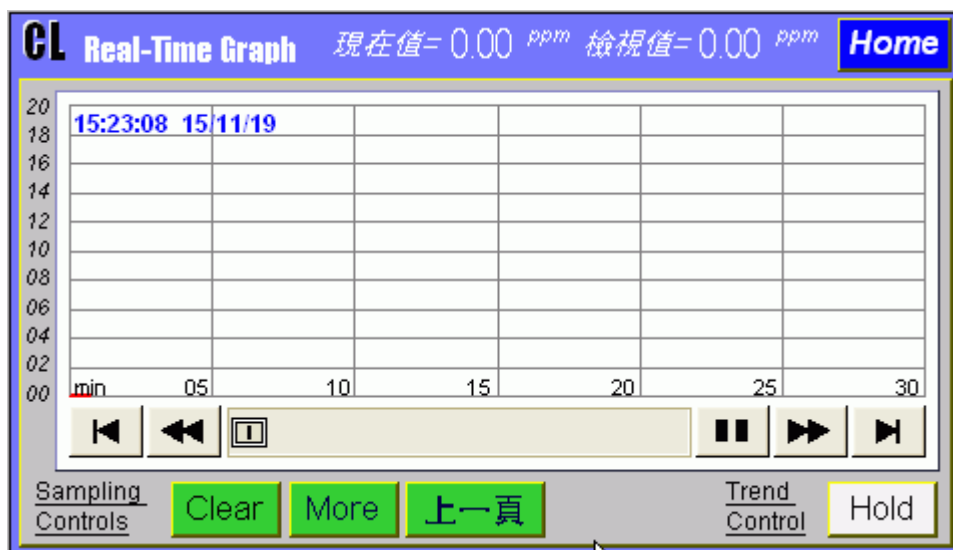 CL Real-Time Graph 現在值= 0.00 ppm 檢視值= 0.00 ppm Home
20
15:23:08 15/11/19
18
16
14
12
10
08
06
04
02
00 min 05 10 15 20 25 30
Sampling Controls
Clear
More
上一頁
Trend Control
Hold